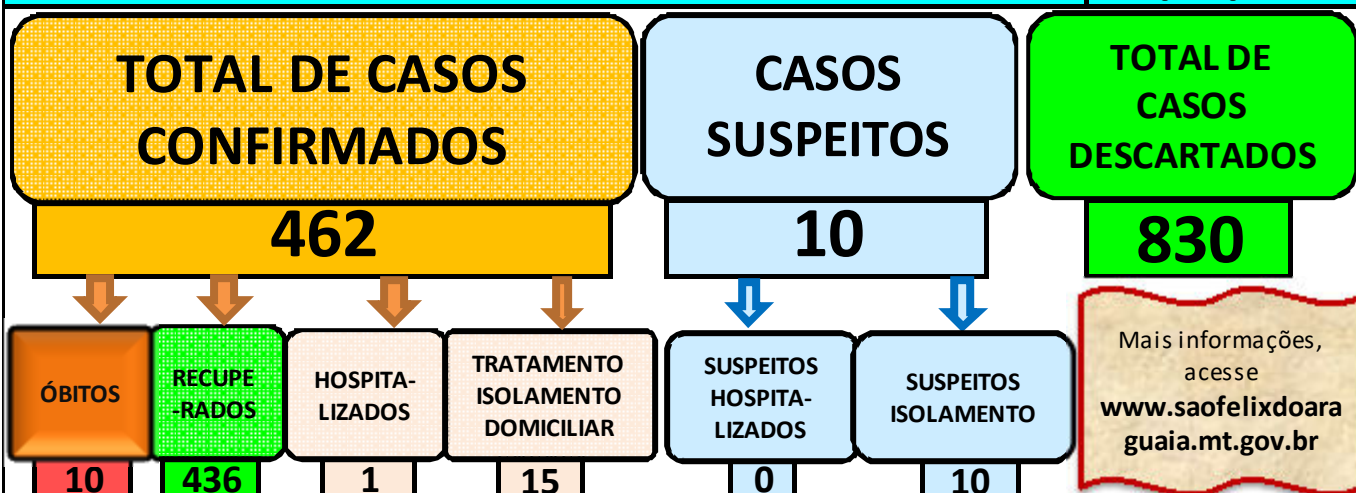 TOTAL DE CASOS
CONFIRMADOS
462
CASOS
SUSPEITOS
10
TOTAL DE
CASOS
DESCARTADOS
830
ÓBITOS
10
RECUPE
-RADOS
436
HOSPITA-
LIZADOS
1
TRATAMENTO
ISOLAMENTO
DOMICILIAR
15
SUSPEITOS
HOSPITA-
LIZADOS
0
SUSPEITOS
ISOLAMENTO
10
Mais informações,
acesse
www.saofelixdoara
guaia.mt.gov.br